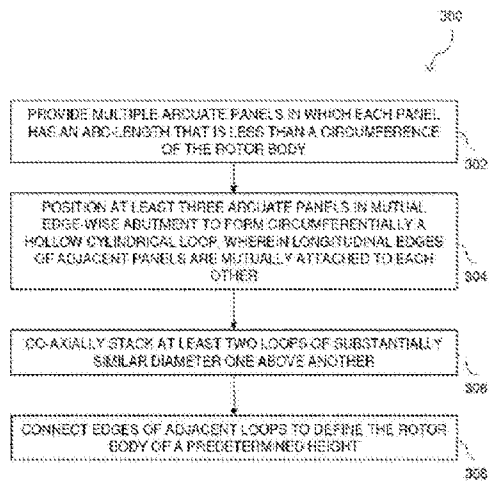 300
PROVIDE MULTIPLE ARCUATE PANELS IN WHICH EACH PANEL
HAS AN ARC-LENGTH THAT IS LESS THAN A CIRCUMFERENCE
OF THE ROTOR BODY
302
POSITION AT LEAST THREE ARCUATE PANELS IN MUTUAL
EDGE-WISE ABUTMENT TO FORM CIRCUMFERENTIALLY A
HOLLOW CYLINDRICAL LOOP, WHEREIN LONGITUDINAL EDGES
OF ADJACENT PANELS ARE MUTUALLY ATTACHED TO EACH
OTHER
304
CO-AXIALLY STACK AT LEAST TWO LOOPS OF SUBSTANTIALLY
SIMILAR DIAMETER ONE ABOVE ANOTHER
306
CONNECT EDGES OF ADJACENT LOOPS TO DEFINE THE ROTOR
BODY OF A PREDETERMINED HEIGHT
308